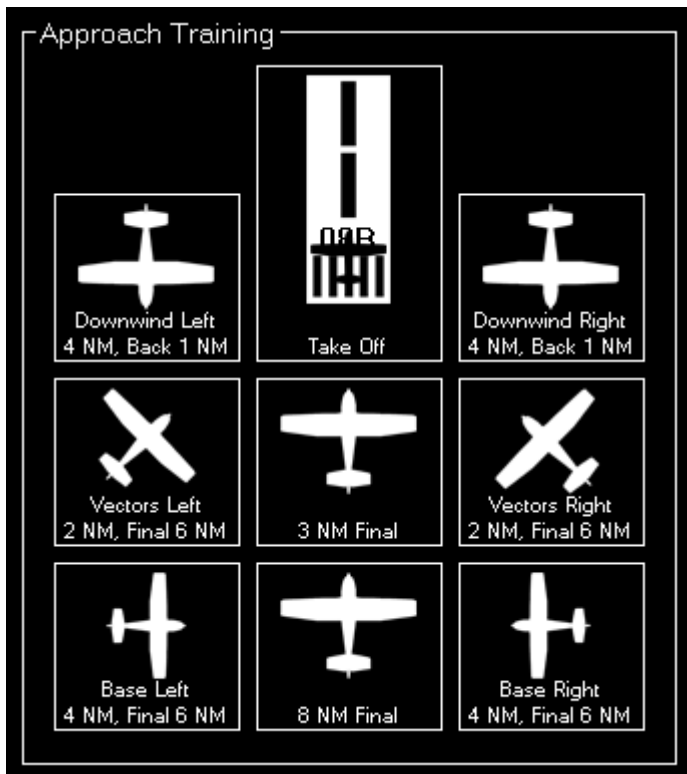 Approach Training
Downwind Left
4 NM, Back 1 NM
Take Off
Downwind Right
4 NM, Back 1 NM
Vectors Left
2 NM, Final 6 NM
3 NM Final
Vectors Right
2 NM, Final 6 NM
Base Left
4 NM, Final 6 NM
8 NM Final
Base Right
4 NM, Final 6 NM